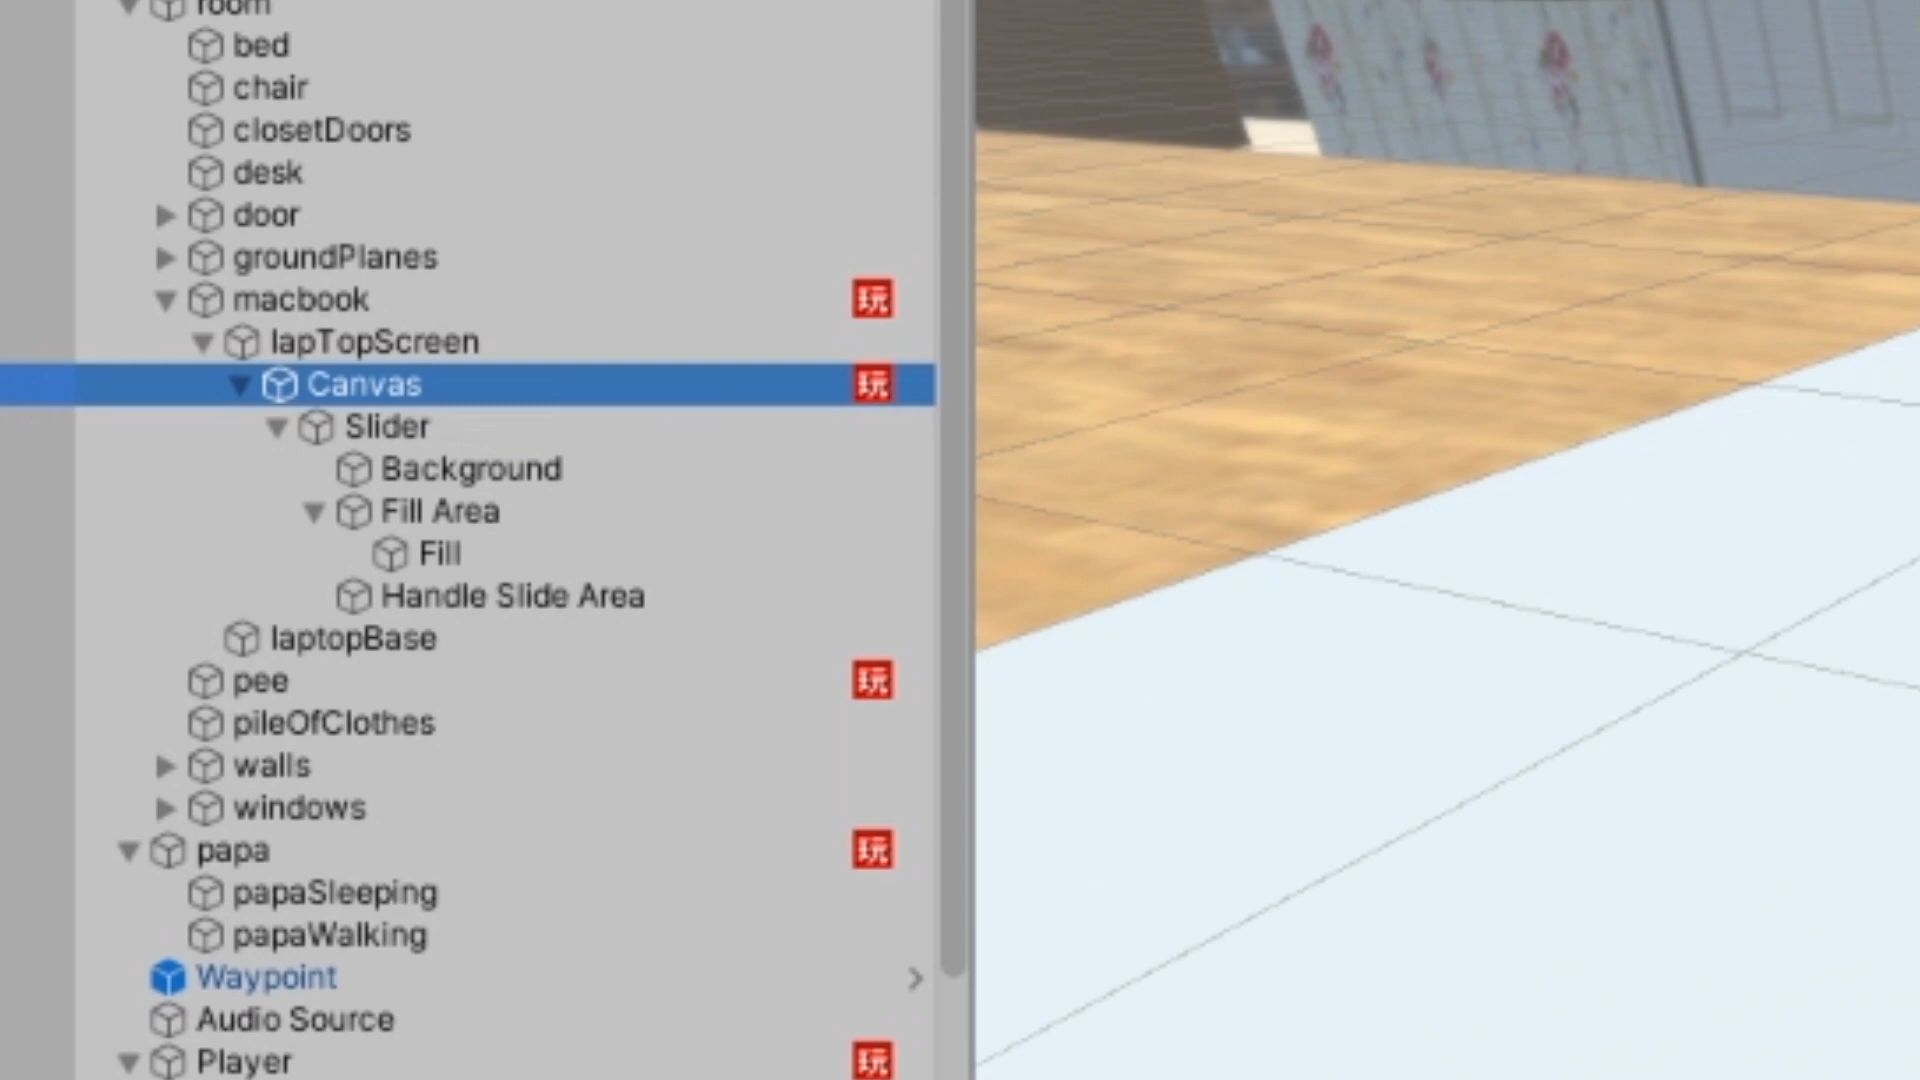 room
bed
chair
closetDoors
desk
door
groundPlanes
macbook 玩
lapTopScreen
Canvas 玩
Slider
Background
Fill Area
Fill
Handle Slide Area
laptopBase
pee 玩
pileOfClothes
walls
windows
papa 玩
papaSleeping
papaWalking
Waypoint
Audio Source
Player 玩